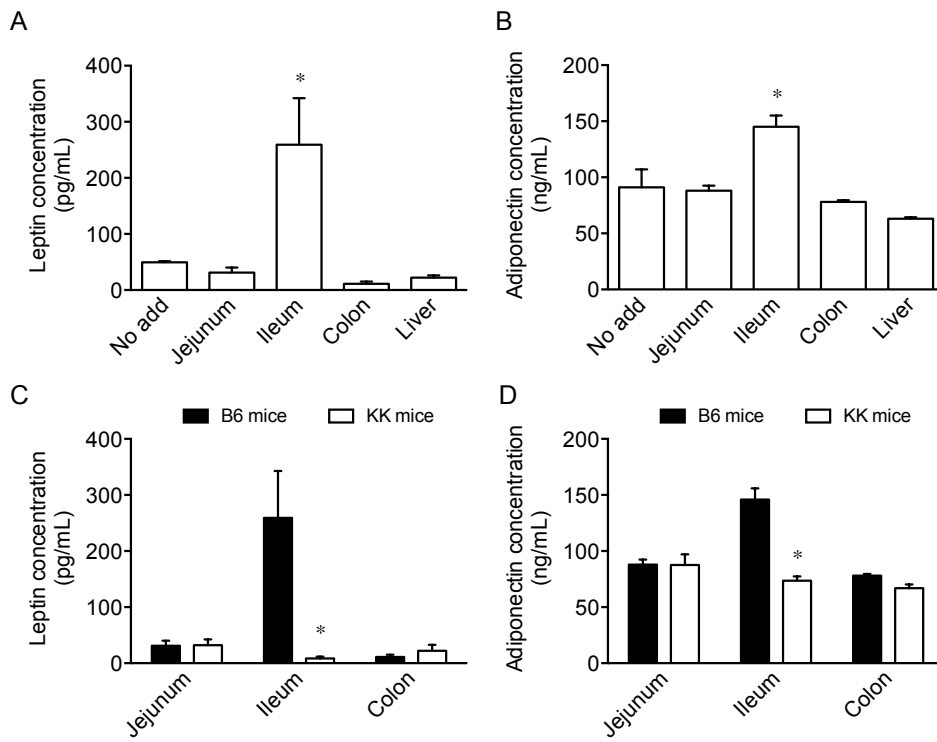 A
Leptin concentration
(pg/mL)
400
300
200
100
0
*
No add
Jejunum
Ileum
Colon
Liver
B
Adiponectin concentration
(ng/mL)
200
150
100
50
0
*
No add
Jejunum
Ileum
Colon
Liver
C
B6 mice
KK mice
Leptin concentration
(pg/mL)
400
300
200
100
0
*
Jejunum
Ileum
Colon
D
B6 mice
KK mice
Adiponectin concentration
(ng/mL)
200
150
100
50
0
*
Jejunum
Ileum
Colon